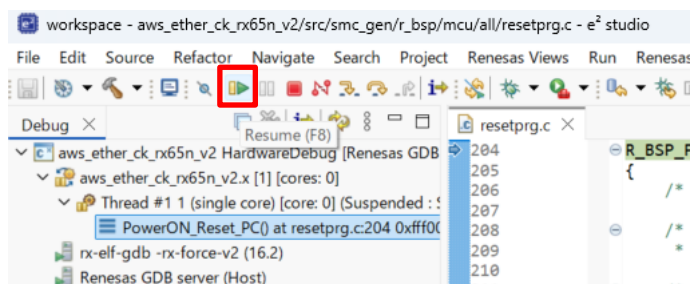 workspace - aws_ether_ck_rx65n_v2/src/smc_gen/r_bsp/mcu/all/resetprg.c - e² studio
File Edit Source Refactor Navigate Search Project Renesas Views Run Renesas
Debug
Resume (F8)
resetprg.c
aws_ether_ck_rx65n_v2 HardwareDebug [Renesas GDB
aws_ether_ck_rx65n_v2.x [1] [cores: 0]
Thread #1 1 (single core) [core: 0] (Suspended :
PowerON_Reset_PC() at resetprg.c:204 0xfff00
rx-elf-gdb -rx-force-v2 (16.2)
Renesas GDB server (Host)
204 R_BSP_
205 {
206 /*
207
208 /*
209 *
210